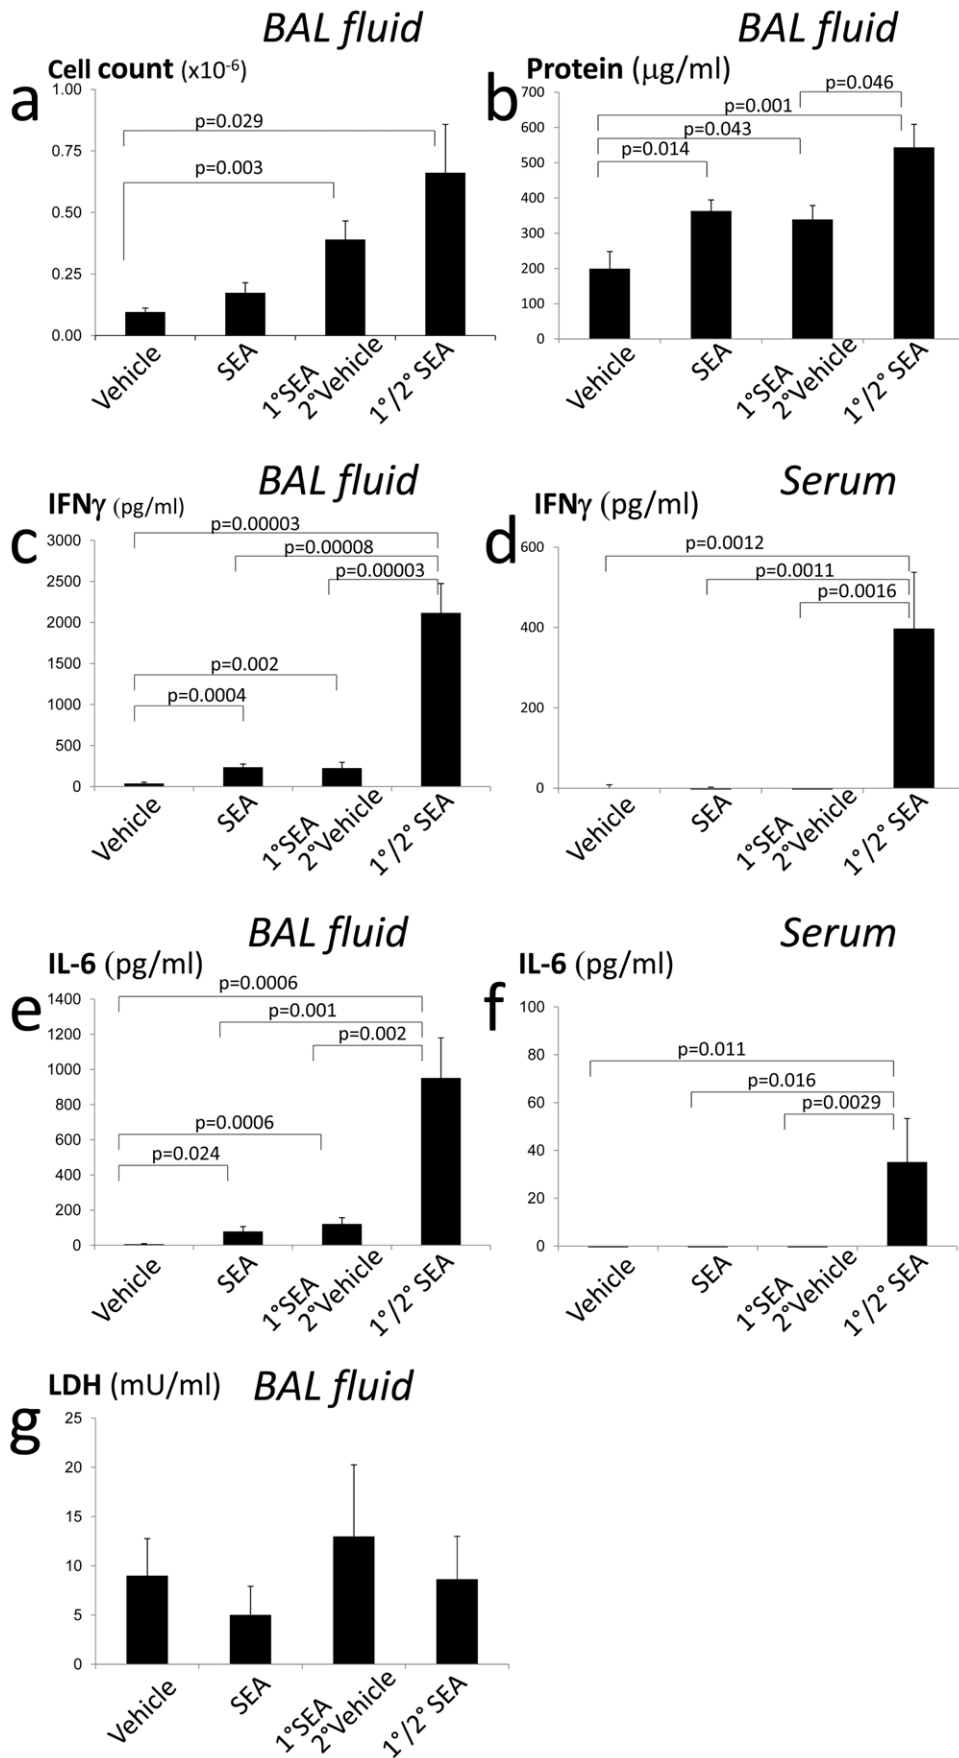 BAL fluid
a
Cell count (x10-6)
1.00
0.75
0.50
0.25
0.00
p=0.029
p=0.003
Vehicle
SEA
1°SEA
2°Vehicle
1°/2° SEA
BAL fluid
b
Protein (μg/ml)
700
600
500
400
300
200
100
0
p=0.046
p=0.001
p=0.043
p=0.014
Vehicle
SEA
1°SEA
2°Vehicle
1°/2° SEA
BAL fluid
c
IFNγ (pg/ml)
3000
2500
2000
1500
1000
500
0
p=0.00003
p=0.00008
p=0.00003
p=0.002
p=0.0004
Vehicle
SEA
1°SEA
2°Vehicle
1°/2° SEA
Serum
d
IFNγ (pg/ml)
600
400
200
0
p=0.0012
p=0.0011
p=0.0016
Vehicle
SEA
1°SEA
2°Vehicle
1°/2° SEA
BAL fluid
e
IL-6 (pg/ml)
1400
1200
1000
800
600
400
200
0
p=0.0006
p=0.001
p=0.002
p=0.0006
p=0.024
Vehicle
SEA
1°SEA
2°Vehicle
1°/2° SEA
Serum
f
IL-6 (pg/ml)
100
80
60
40
20
0
p=0.011
p=0.016
p=0.0029
Vehicle
SEA
1°SEA
2°Vehicle
1°/2° SEA
LDH (mU/ml) BAL fluid
g
25
20
15
10
5
0
Vehicle
SEA
1°SEA
2°Vehicle
1°/2° SEA